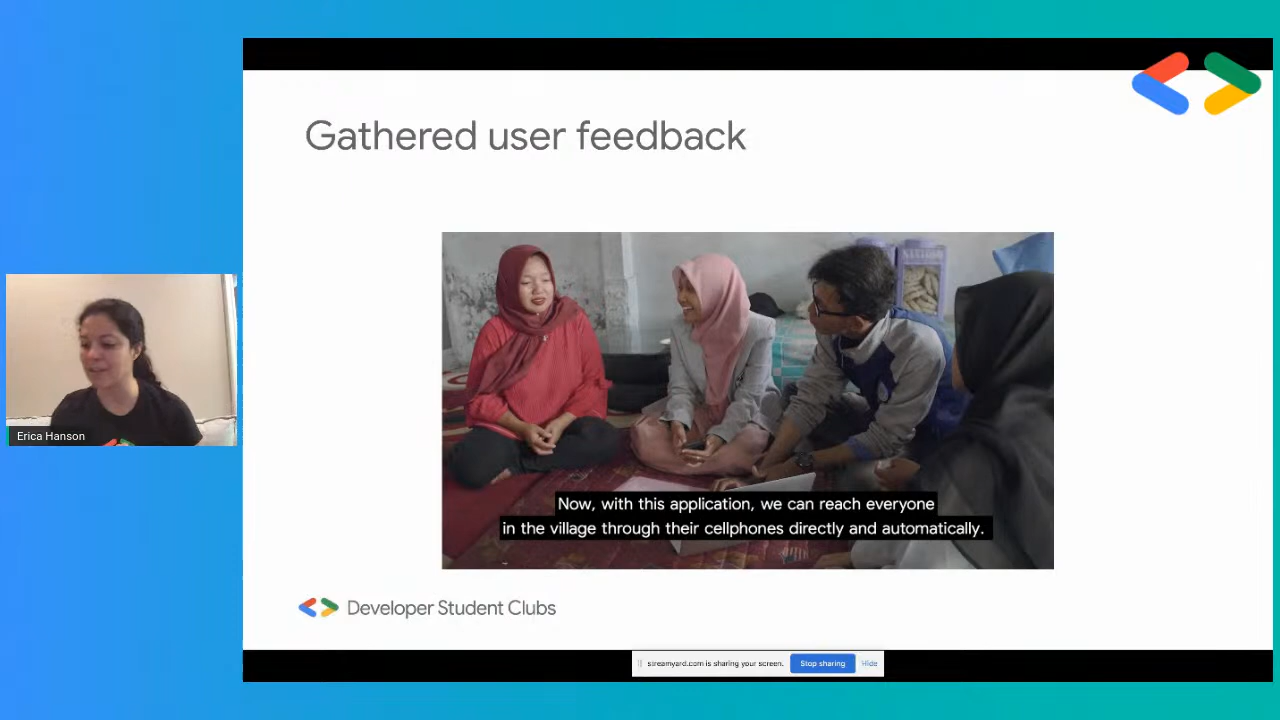 Gathered user feedback
Erica Hanson
Now, with this application, we can reach everyone
in the village through their cellphones directly and automatically.
Developer Student Clubs
streamyard.com is sharing your screen. Stop sharing Hide